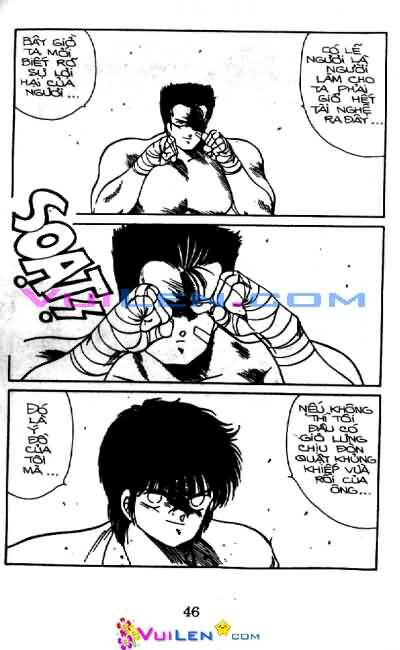 CÓ LẼ
NGƯƠI LÀ
NGƯỜI
LÀM CHO
TA PHẢI
GIỞ HẾT
TÀI NGHỆ
RA ĐÂY...
BÂY GIỜ
TA MỚI
BIẾT RÕ
SỰ LỢI
HẠI CỦA
NGƯƠI...
SOẠT!
VUILEN.COM
NẾU KHÔNG
THÌ TÔI
ĐÂU CÓ
GIƠ LƯNG
CHỊU ĐÒN
QUẬT KHỦNG
KHIẾP VỪA
RỒI CỦA
ÔNG...
ĐÓ
LÀ
Ý
ĐỒ
CỦA
TÔI
MÀ...
46
VUILEN.COM